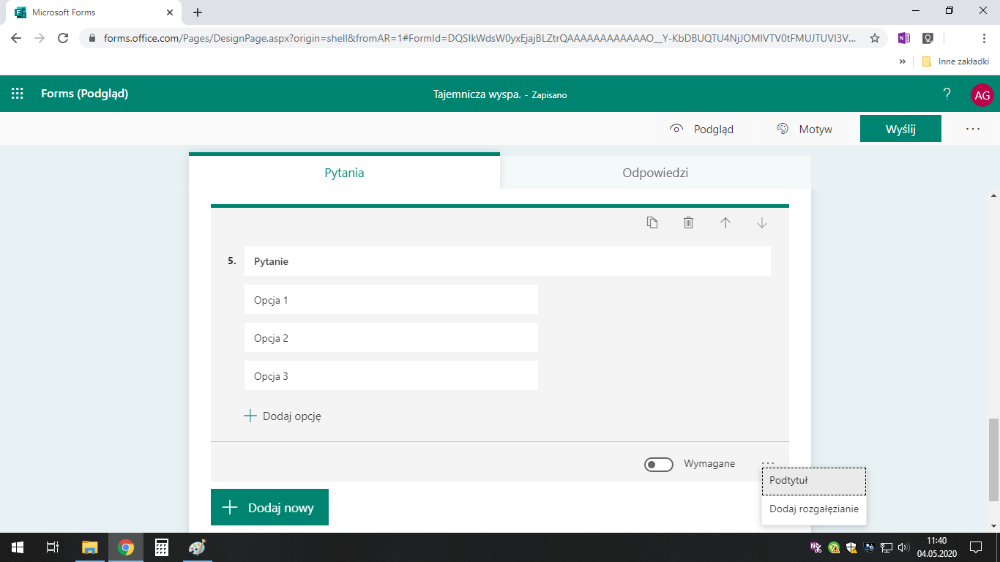 Microsoft Forms
forms.office.com/Pages/DesignPage.aspx?origin=shell&fromAR=1#FormId=DQSIkWdsW0yxEjajBLZtrQAAAAAAAAAAAAO__Y-KbDBUQTU4NjJOMlVTV0tFMUJTUVI3V...
Inne zakładki
Forms (Podgląd)
Tajemnicza wyspa. - Zapisano
?
AG
Podgląd
Motyw
Wyślij
Pytania
Odpowiedzi
5. Pytanie
Opcja 1
Opcja 2
Opcja 3
Dodaj opcję
Wymagane
Podtytuł
Dodaj rozgałęzianie
Dodaj nowy
11:40
04.05.2020